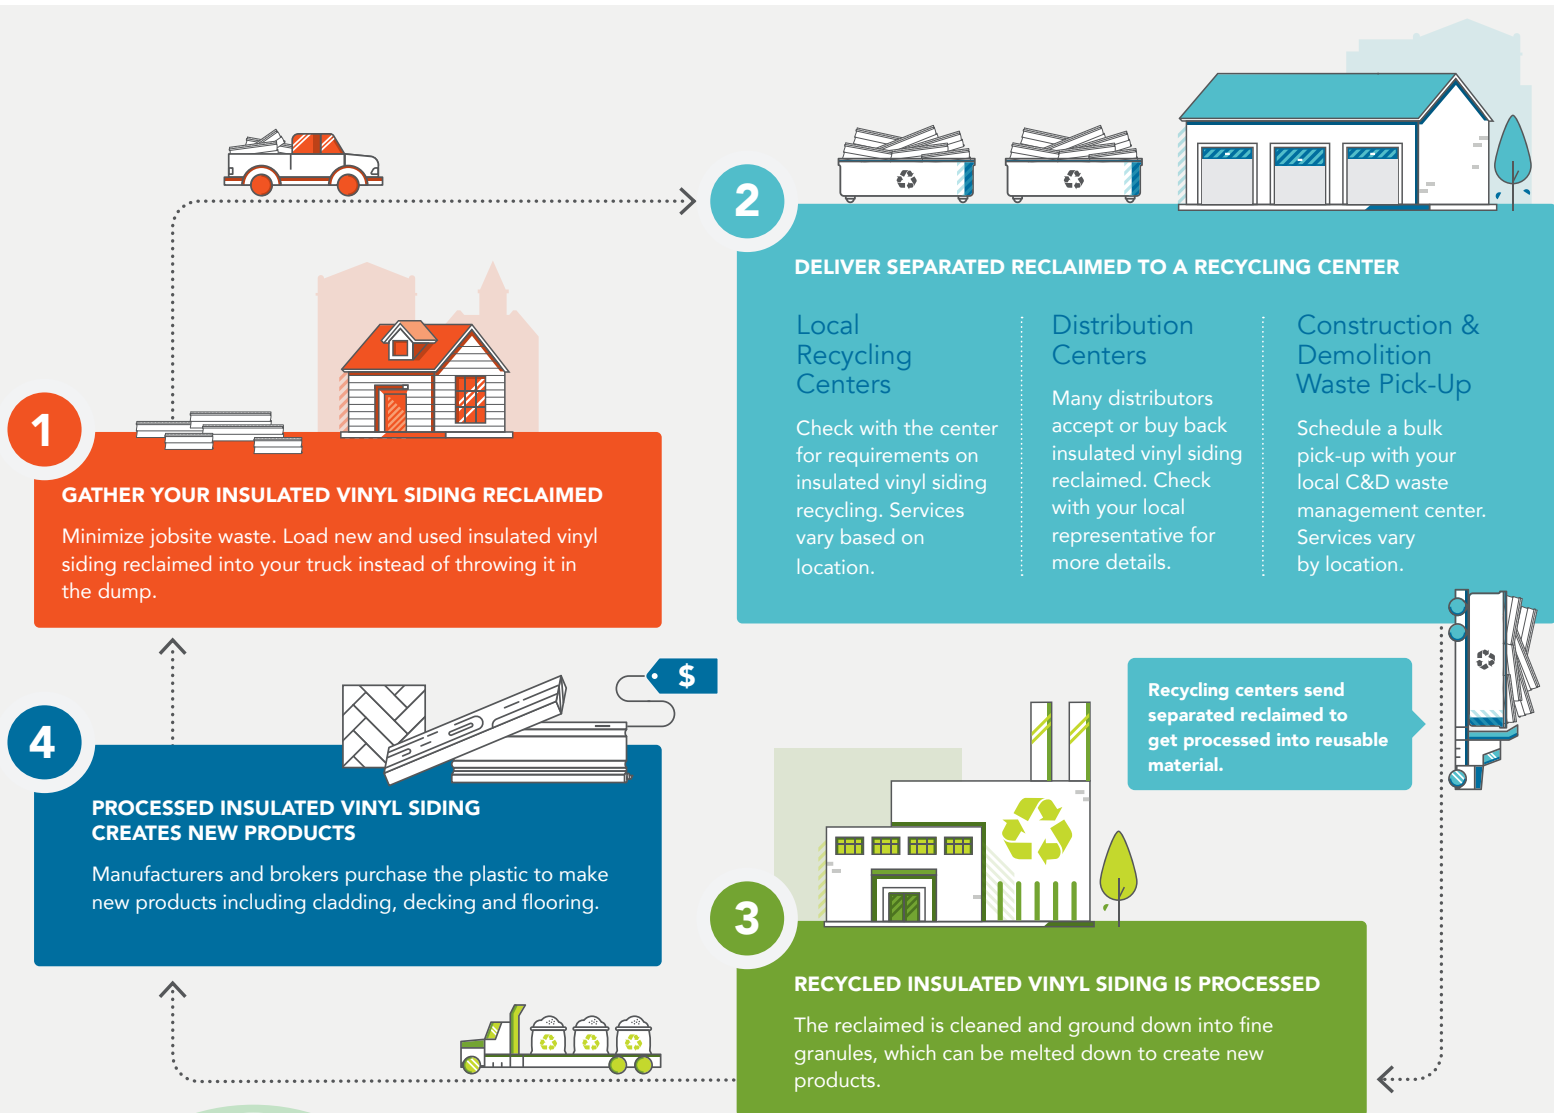 1
GATHER YOUR INSULATED VINYL SIDING RECLAIMED
Minimize jobsite waste. Load new and used insulated vinyl
siding reclaimed into your truck instead of throwing it in
the dump.
2
DELIVER SEPARATED RECLAIMED TO A RECYCLING CENTER
Local
Recycling
Centers
Check with the center
for requirements on
insulated vinyl siding
recycling. Services
vary based on
location.
Distribution
Centers
Many distributors
accept or buy back
insulated vinyl siding
reclaimed. Check
with your local
representative for
more details.
Construction &
Demolition
Waste Pick-Up
Schedule a bulk
pick-up with your
local C&D waste
management center.
Services vary
by location.
Recycling centers send
separated reclaimed to
get processed into reusable
material.
3
RECYCLED INSULATED VINYL SIDING IS PROCESSED
The reclaimed is cleaned and ground down into fine
granules, which can be melted down to create new
products.
4
$
PROCESSED INSULATED VINYL SIDING
CREATES NEW PRODUCTS
Manufacturers and brokers purchase the plastic to make
new products including cladding, decking and flooring.